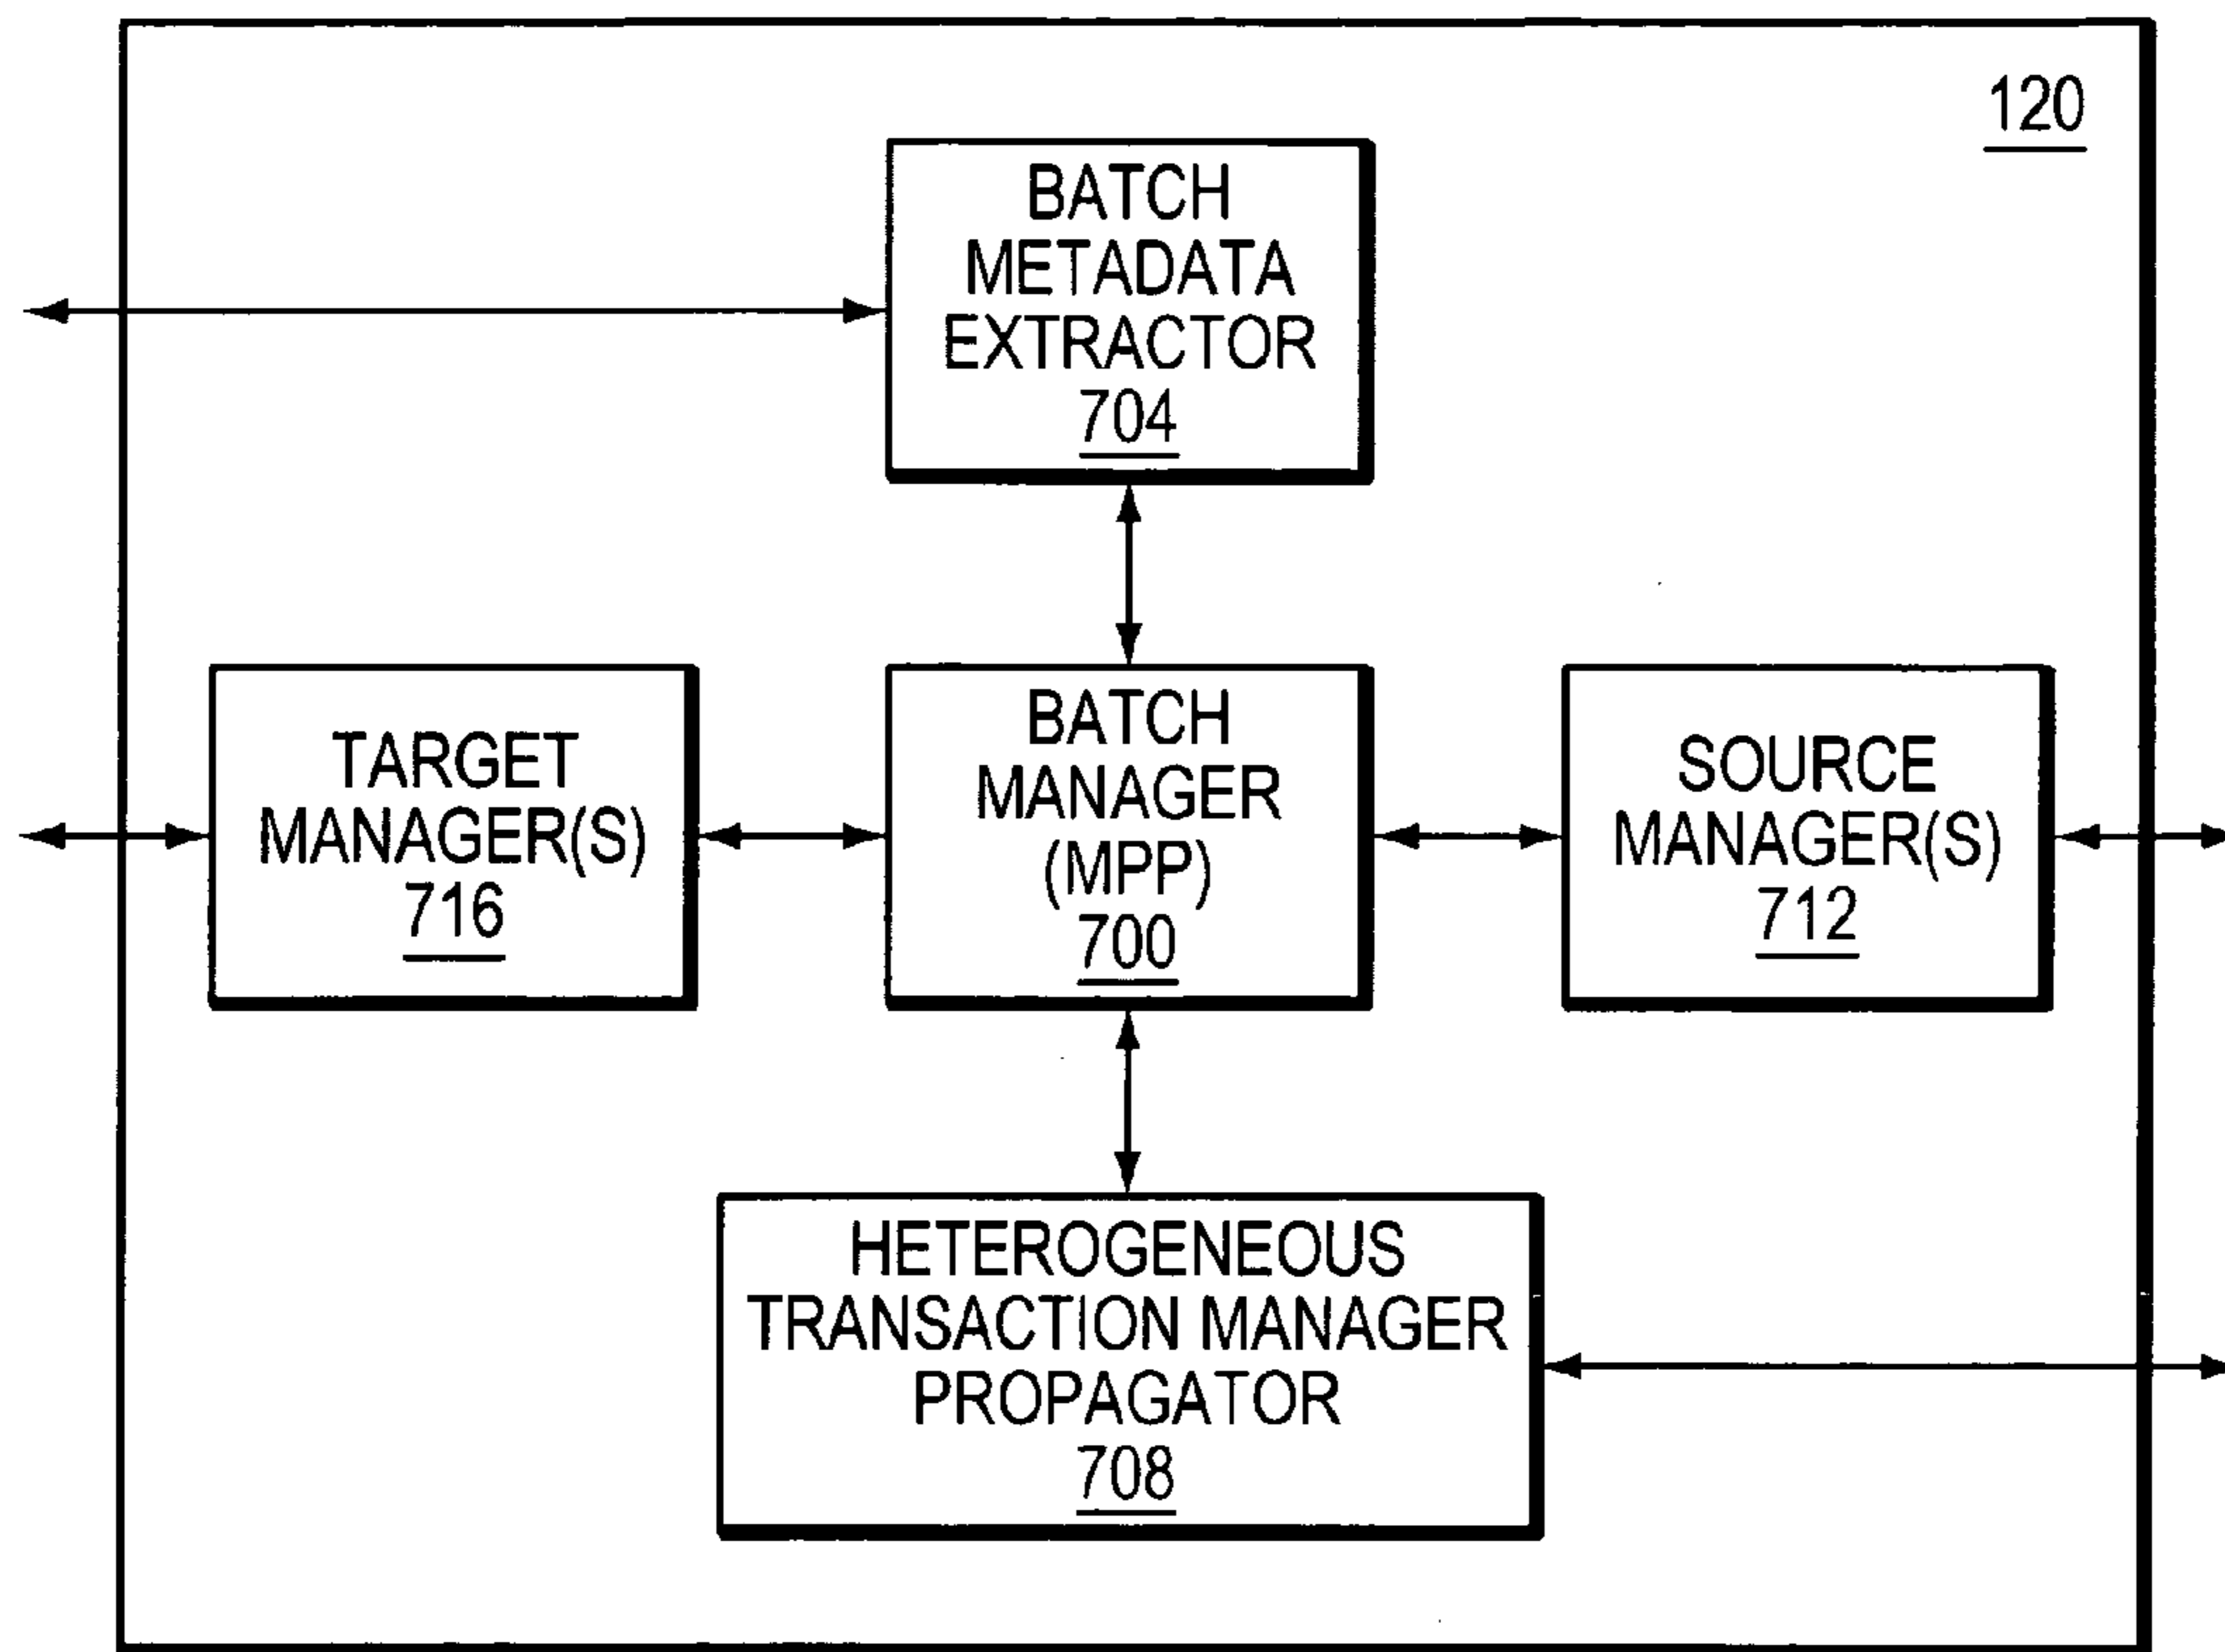 120
BATCH
METADATA
EXTRACTOR
704
TARGET
MANAGER(S)
716
BATCH
MANAGER
(MPP)
700
SOURCE
MANAGER(S)
712
HETEROGENEOUS
TRANSACTION MANAGER
PROPAGATOR
708